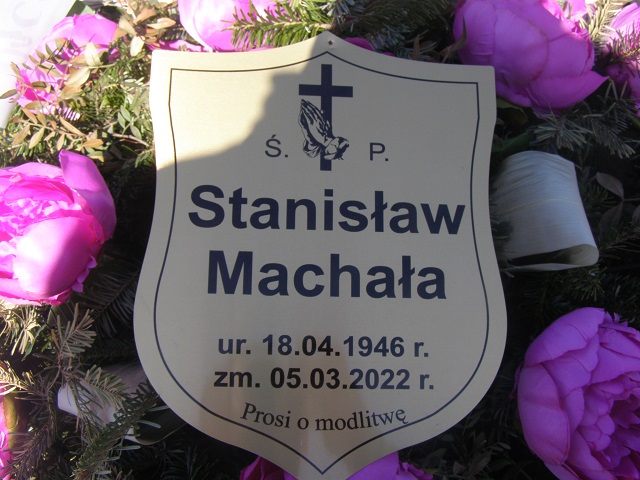 Ś. P.
Stanisław
Machała
ur. 18.04.1946 r.
zm. 05.03.2022 r.
Prosi o modlitwę